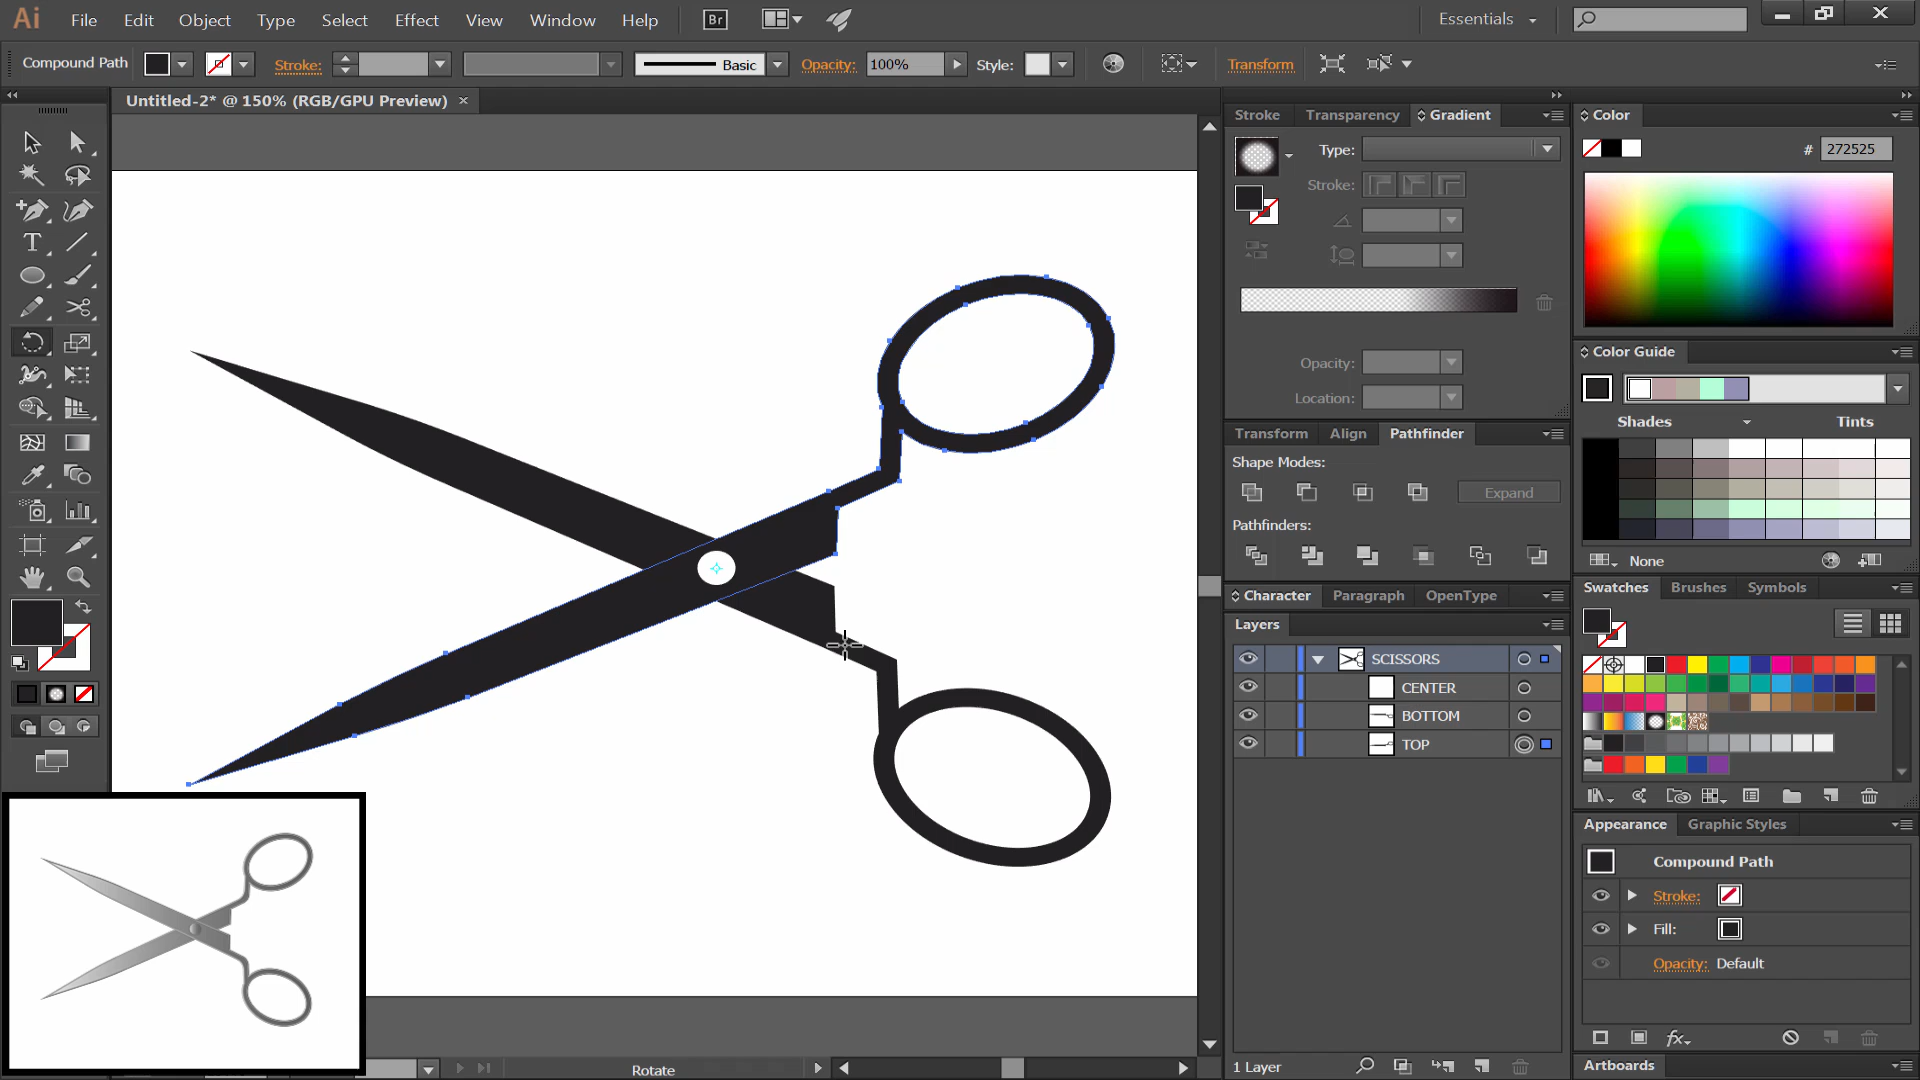 Ai File Edit Object Type Select Effect View Window Help Br Essentials
Compound Path Stroke: Basic Opacity: 100% Style: Transform
Untitled-2* @ 150% (RGB/GPU Preview) ×
Stroke Transparency Gradient
Type:
Stroke:
Opacity:
Location:
Color
# 272525
Color Guide
Shades Tints
None
Transform Align Pathfinder
Shape Modes:
Expand
Pathfinders:
Character Paragraph OpenType
Layers
SCISSORS
CENTER
BOTTOM
TOP
1 Layer
Swatches Brushes Symbols
Appearance Graphic Styles
Compound Path
Stroke:
Fill:
Opacity: Default
fx
Artboards
Rotate